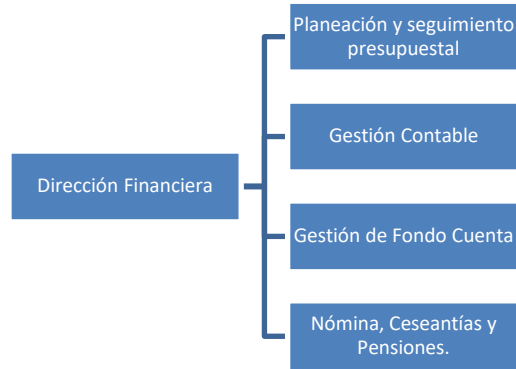 Planeación y seguimiento
presupuestal
Gestión Contable
Dirección Financiera
Gestión de Fondo Cuenta
Nómina, Ceseantías y
Pensiones.